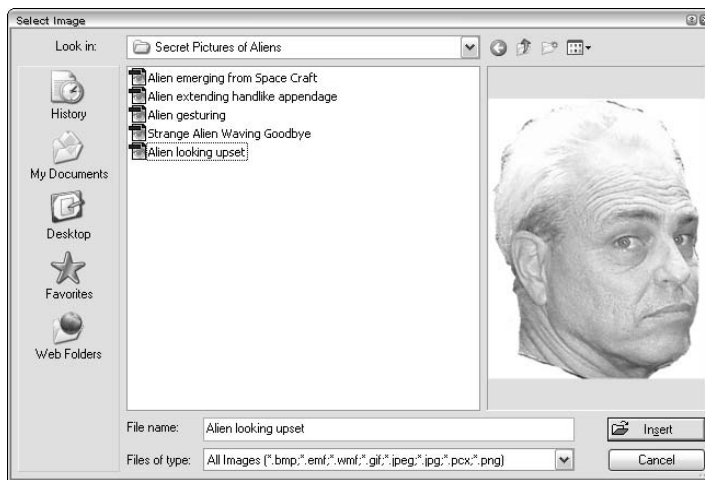 Select Image
Look in:
Secret Pictures of Aliens
History
My Documents
Desktop
Favorites
Web Folders
Alien emerging from Space Craft
Alien extending handlike appendage
Alien gesturing
Strange Alien Waving Goodbye
Alien looking upset
File name:
Alien looking upset
Insert
Files of type:
All Images (*.bmp;*.emf;*.wmf;*.gif;*.jpeg;*.jpg;*.pcx;*.png)
Cancel